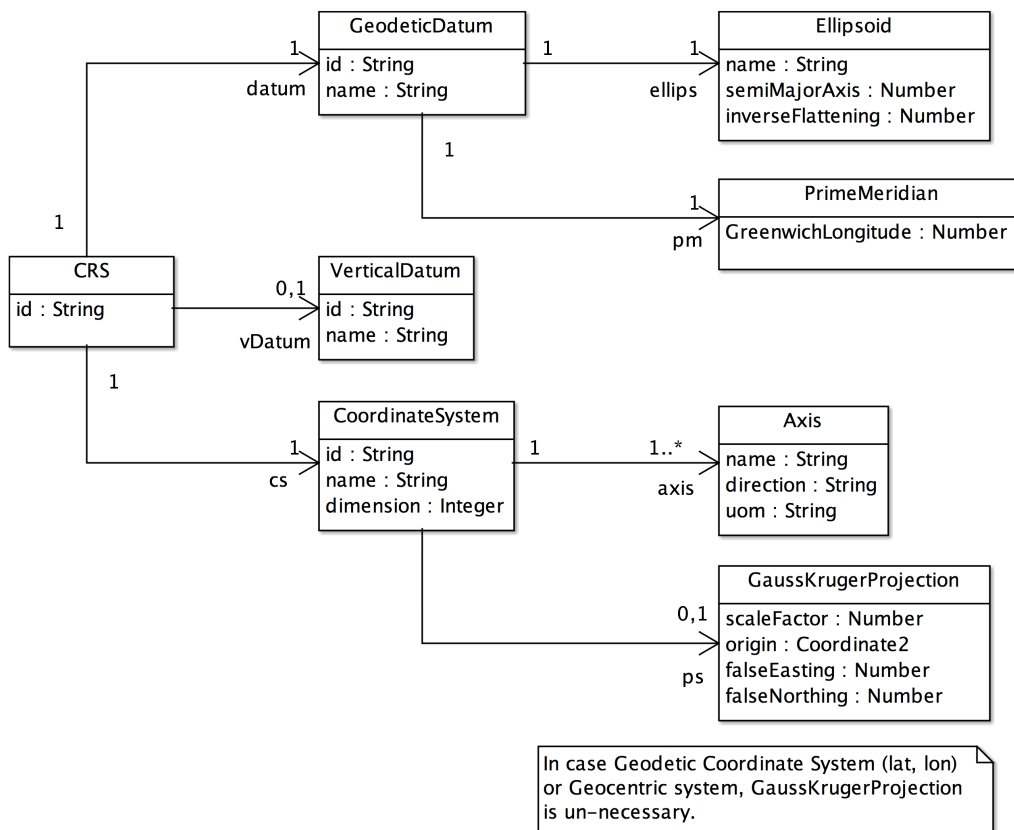 GeodeticDatum
id : String
name : String
1
datum
1
1
ellips
Ellipsoid
name : String
semiMajorAxis : Number
inverseFlattening : Number
1
1
pm
PrimeMeridian
GreenwichLongitude : Number
1
CRS
id : String
0,1
vDatum
VerticalDatum
id : String
name : String
1
1
cs
CoordinateSystem
id : String
name : String
dimension : Integer
1
1..*
axis
Axis
name : String
direction : String
uom : String
0,1
ps
GaussKrugerProjection
scaleFactor : Number
origin : Coordinate2
falseEasting : Number
falseNorthing : Number
In case Geodetic Coordinate System (lat, lon)
or Geocentric system, GaussKrugerProjection
is un-necessary.